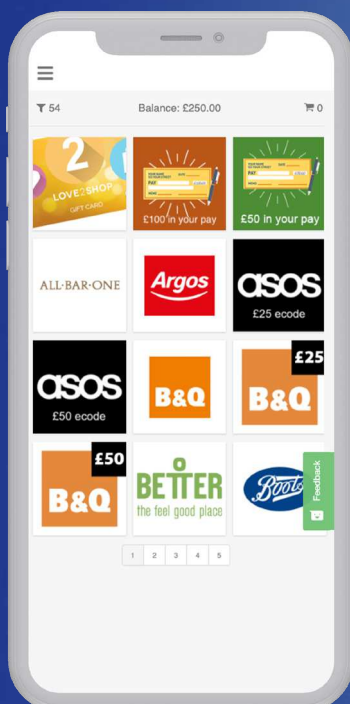 54
Balance: £250.00
0
2
LOVE2SHOP
GIFT CARD
PAY
£100 in your pay
PAY
£50 in your pay
ALL·BAR·ONE
Argos
asos
£25 ecode
asos
£50 ecode
B&Q
£25
B&Q
£50
B&Q
BETTER
the feel good place
Boots
Feedback
1 2 3 4 5